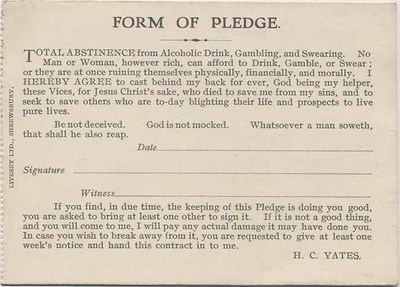 FORM OF PLEDGE.
TOTAL ABSTINENCE from Alcoholic Drink, Gambling, and Swearing. No
Man or Woman, however rich, can afford to Drink, Gamble, or Swear;
or they are at once ruining themselves physically, financially, and morally. I
HEREBY AGREE to cast behind my back for ever, God being my helper,
these Vices, for Jesus Christ's sake, who died to save me from my sins, and to
seek to save others who are to-day blighting their life and prospects to live
pure lives.
Be not deceived. God is not mocked. Whatsoever a man soweth,
that shall he also reap.
Date
Signature
Witness
If you find, in due time, the keeping of this Pledge is doing you good,
you are asked to bring at least one other to sign it. If it is not a good thing,
and you will come to me, I will pay any actual damage it may have done you.
In case you wish to break away from it, you are requested to give at least one
week's notice and hand this contract in to me.
H. C. YATES.
LIVESEY LTD., SHREWSBURY.